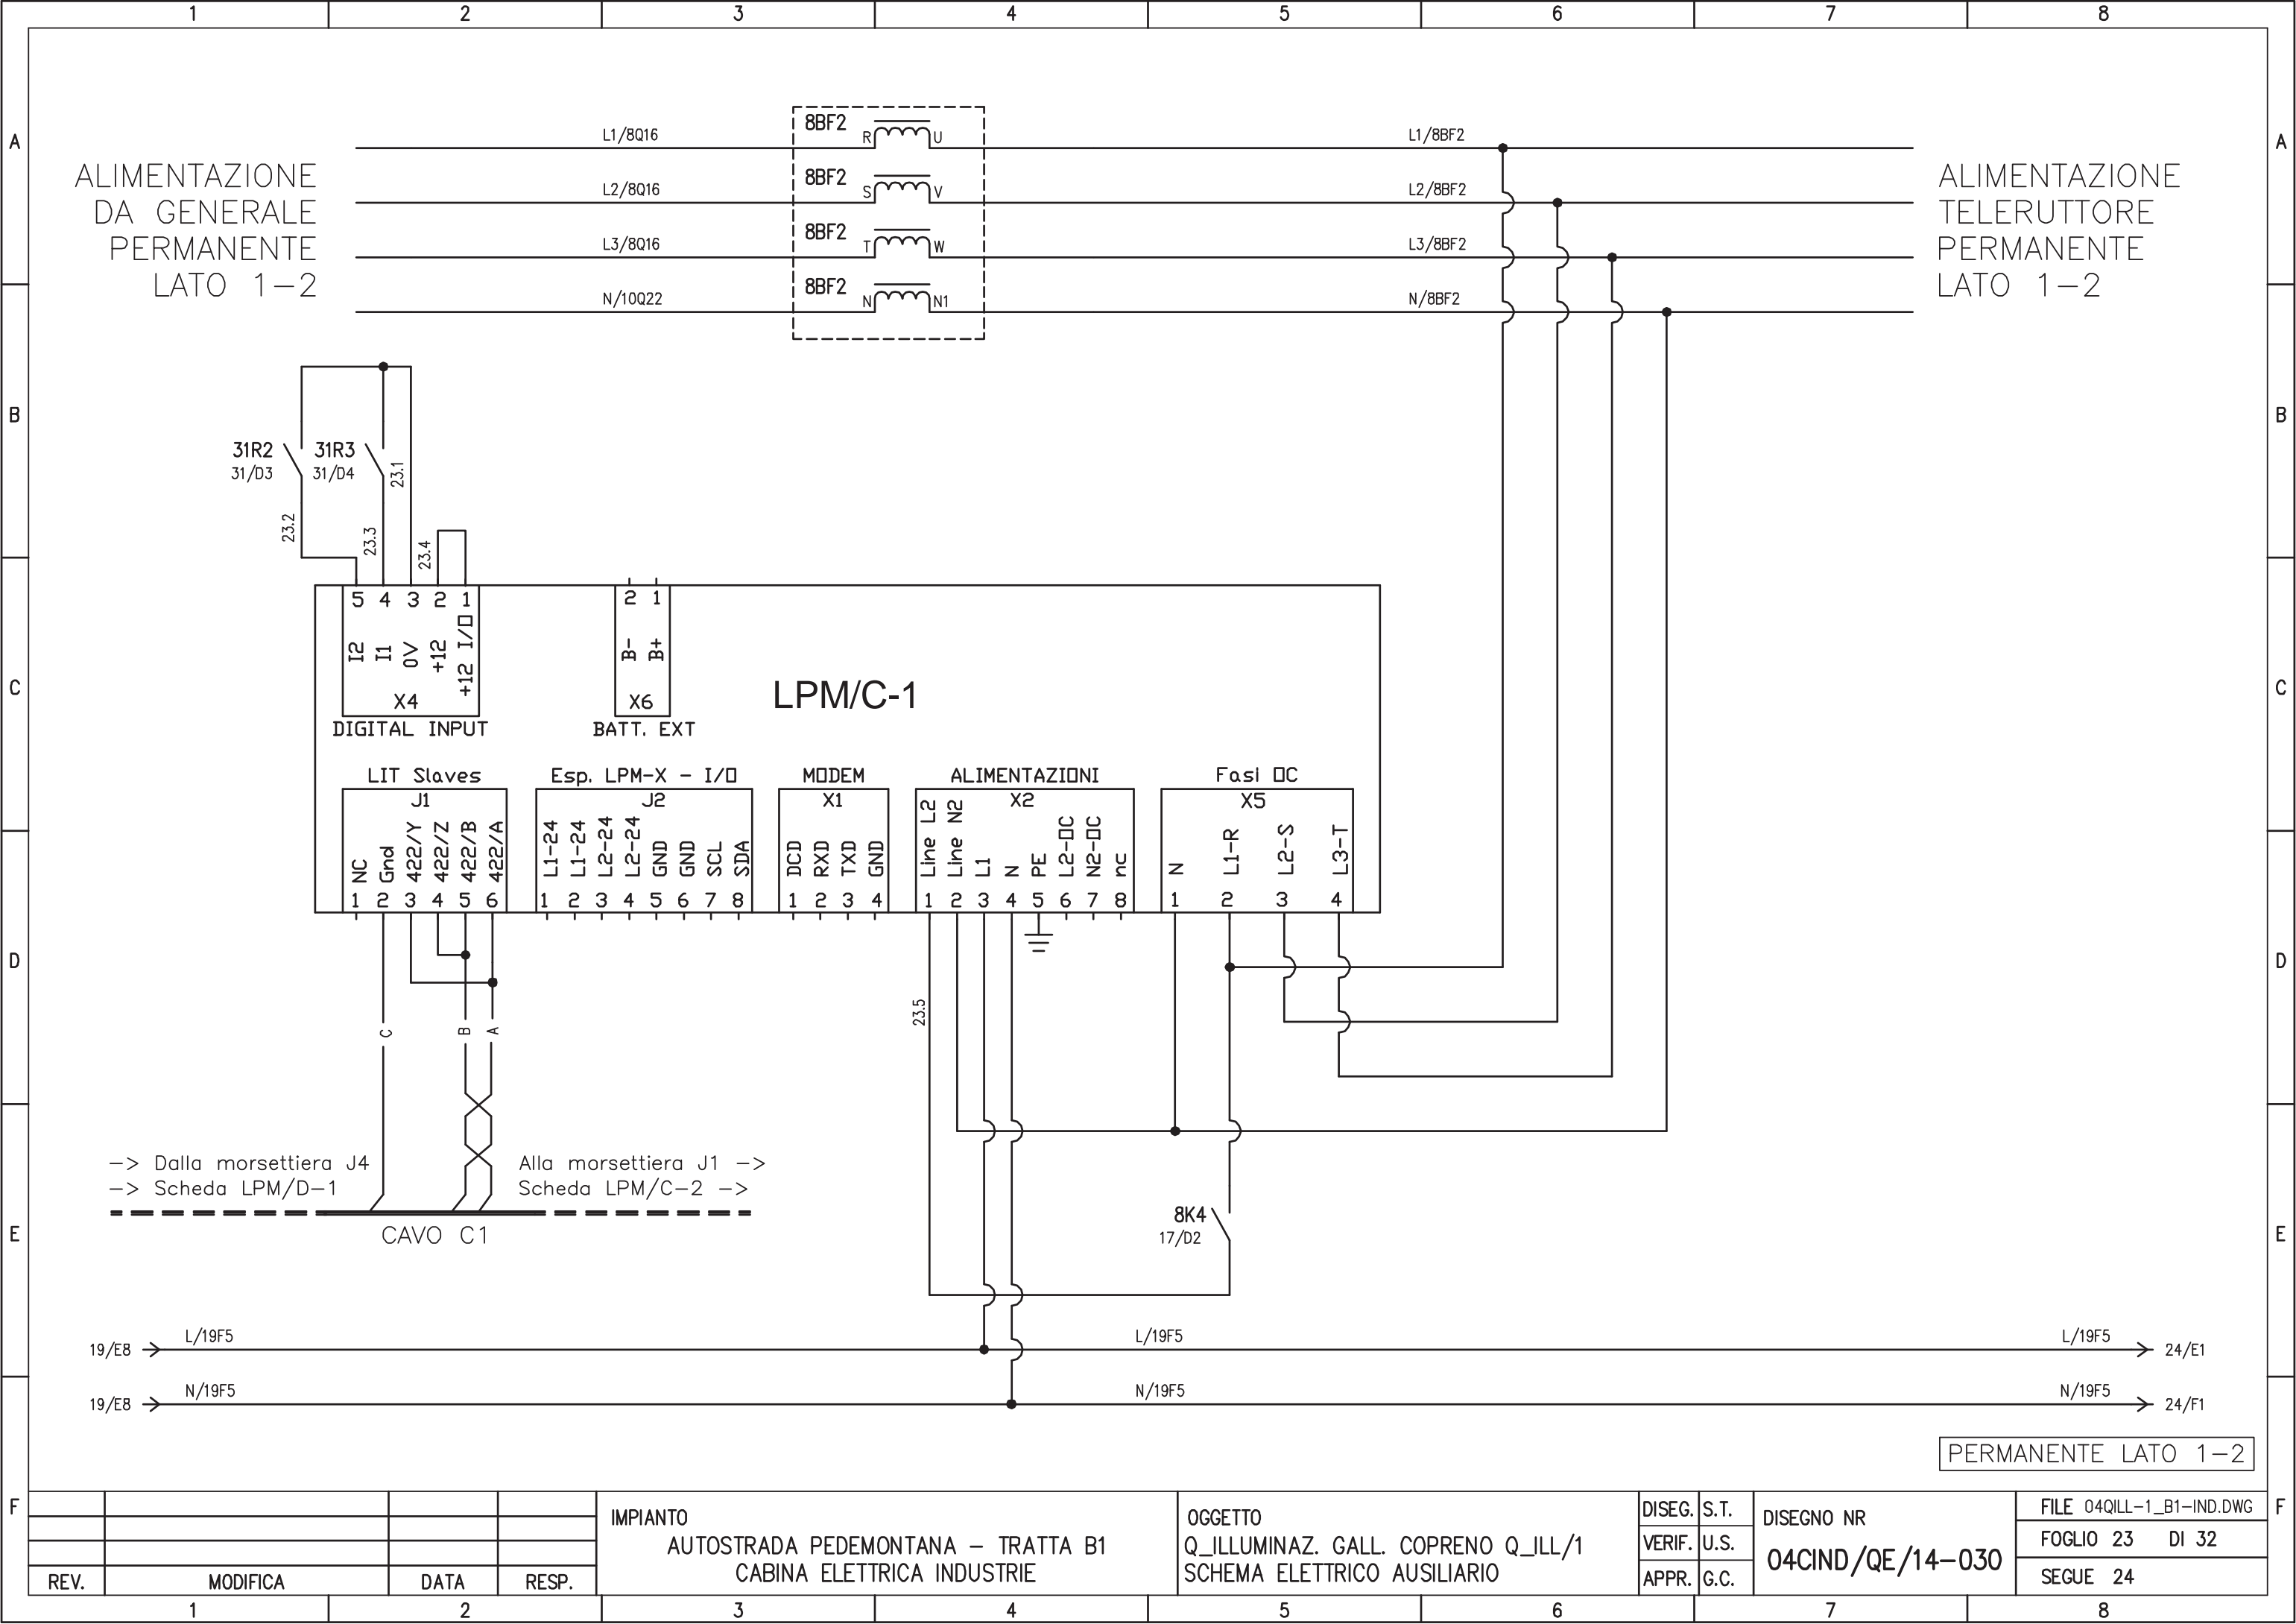 1 2 3 4 5 6 7 8
A A
B B
C C
D D
E E
F F
ALIMENTAZIONE
DA GENERALE
PERMANENTE
LATO 1-2
L1/8Q16
L2/8Q16
L3/8Q16
N/10Q22
8BF2 R U
8BF2 S V
8BF2 T W
8BF2 N N1
L1/8BF2
L2/8BF2
L3/8BF2
N/8BF2
ALIMENTAZIONE
TELERUTTORE
PERMANENTE
LATO 1-2
31R2
31/D3
31R3
31/D4
23.1
23.2
23.3
23.4
5 4 3 2 1
I2 I1 0V +12 +12 I/O
X4
DIGITAL INPUT
2 1
B- B+
X6
BATT. EXT
LPM/C-1
LIT Slaves
J1
NC Gnd 422/Y 422/Z 422/B 422/A
1 2 3 4 5 6
Esp. LPM-X - I/O
J2
L1-24 L1-24 L2-24 L2-24 GND GND SCL SDA
1 2 3 4 5 6 7 8
MODEM
X1
DCD RXD TXD GND
1 2 3 4
ALIMENTAZIONI
X2
Line L2 Line N2 L1 N PE L2-OC N2-OC nc
1 2 3 4 5 6 7 8
Fasi OC
X5
N L1-R L2-S L3-T
1 2 3 4
C B A
23.5
-> Dalla morsettiera J4
-> Scheda LPM/D-1
Alla morsettiera J1 ->
Scheda LPM/C-2 ->
CAVO C1
8K4
17/D2
19/E8 L/19F5 L/19F5 L/19F5 24/E1
19/E8 N/19F5 N/19F5 N/19F5 24/F1
PERMANENTE LATO 1-2
REV. MODIFICA DATA RESP.
IMPIANTO
AUTOSTRADA PEDEMONTANA - TRATTA B1
CABINA ELETTRICA INDUSTRIE
OGGETTO
Q_ILLUMINAZ. GALL. COPRENO Q_ILL/1
SCHEMA ELETTRICO AUSILIARIO
DISEG. S.T.
VERIF. U.S.
APPR. G.C.
DISEGNO NR
04CIND/QE/14-030
FILE 04QILL-1_B1-IND.DWG
FOGLIO 23 DI 32
SEGUE 24
1 2 3 4 5 6 7 8